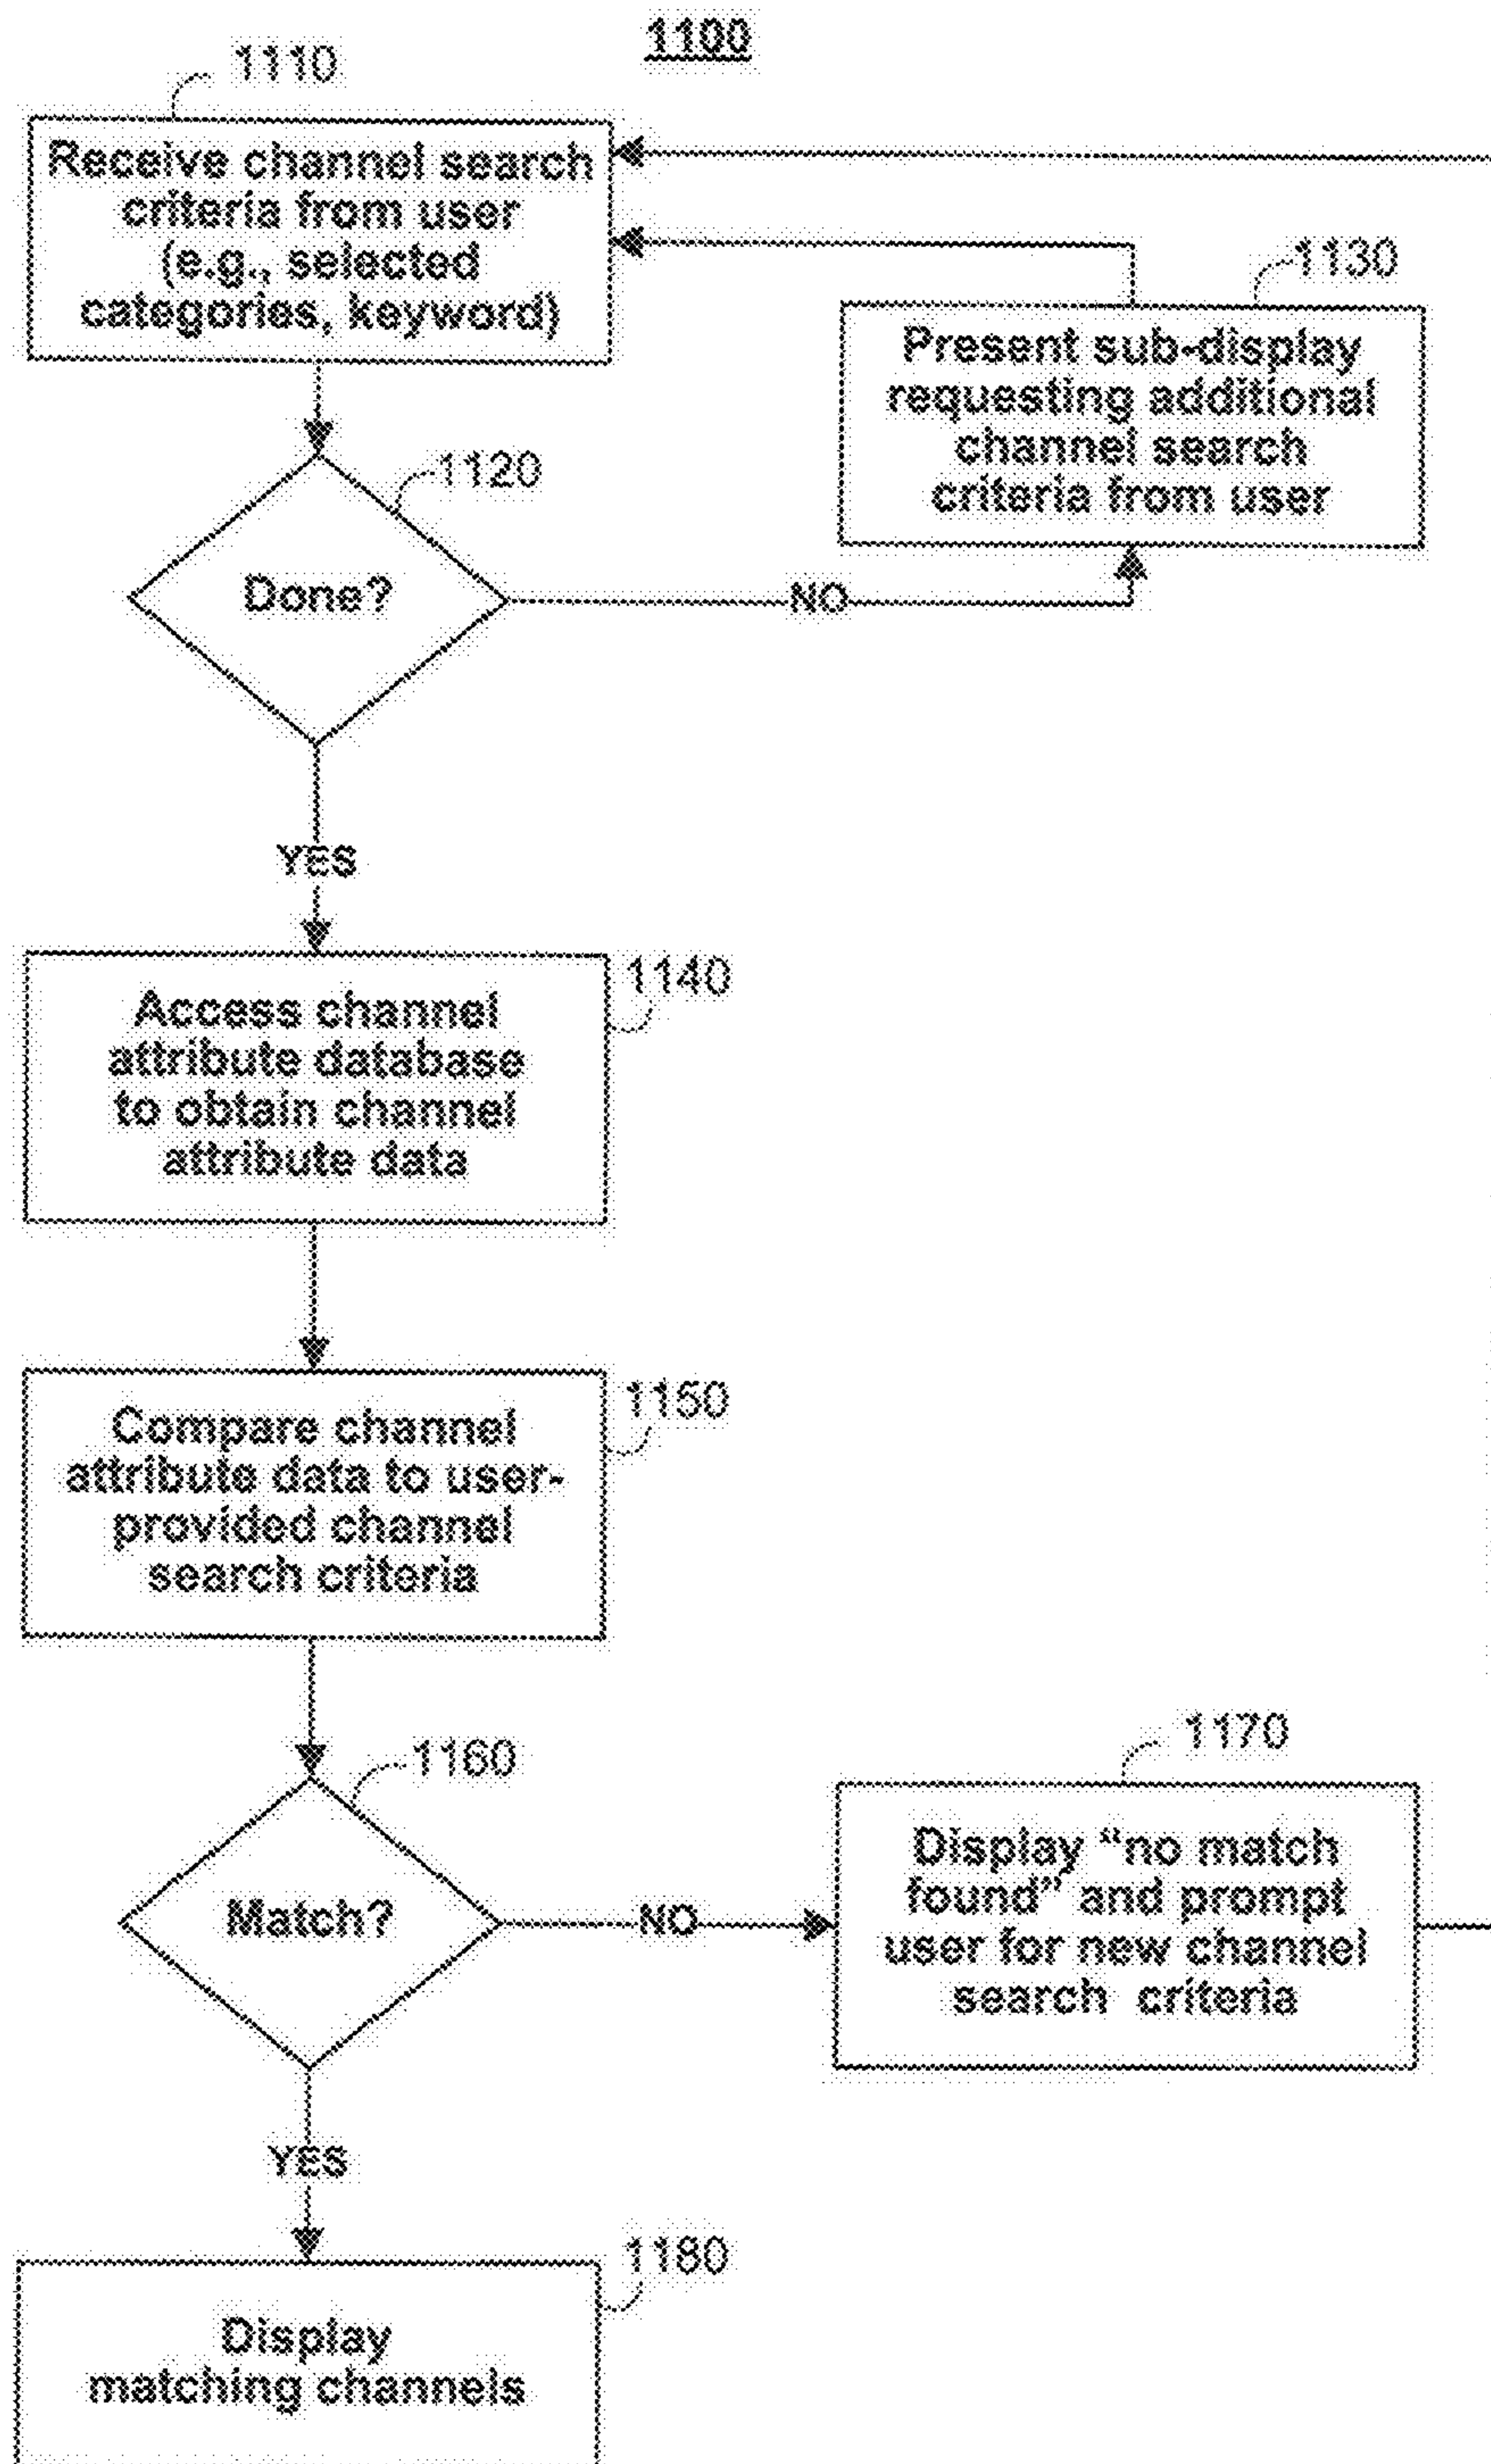 1100
1110
Receive channel search
criteria from user
(e.g., selected
categories, keyword)
1130
Present sub-display
requesting additional
channel search
criteria from user
1120
Done?
NO
YES
1140
Access channel
attribute database
to obtain channel
attribute data
1150
Compare channel
attribute data to user-
provided channel
search criteria
1160
Match?
NO
1170
Display “no match
found” and prompt
user for new channel
search criteria
YES
1180
Display
matching channels